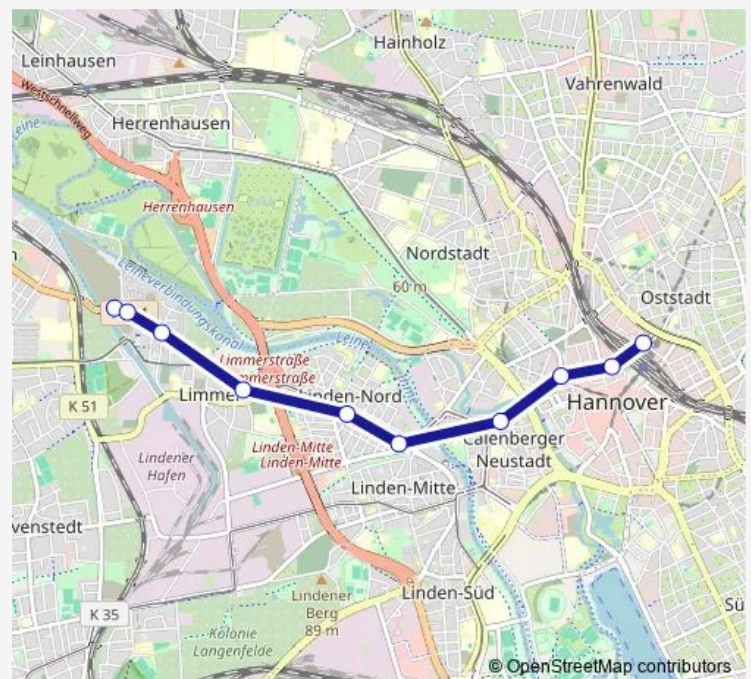 Hainholz
Leinhausen
Vahrenwald
Westschnellweg
Herrenhausen
Leine
Herrenhausen
Nordstadt
60 m
Leineverbindungskanal
Oststadt
Leine
Limmerstraße
Ihme
K 51
Linden-Nord
Hannover
Calenberger
Neustadt
Linden-Mitte
Linden-Mitte
Lindener
Hafen
Linden-Mitte
venstedt
Lindener
Berg
89 m
Linden-Süd
K 35
Sü
Kolonie
Langenfelde
© OpenStreetMap contributors